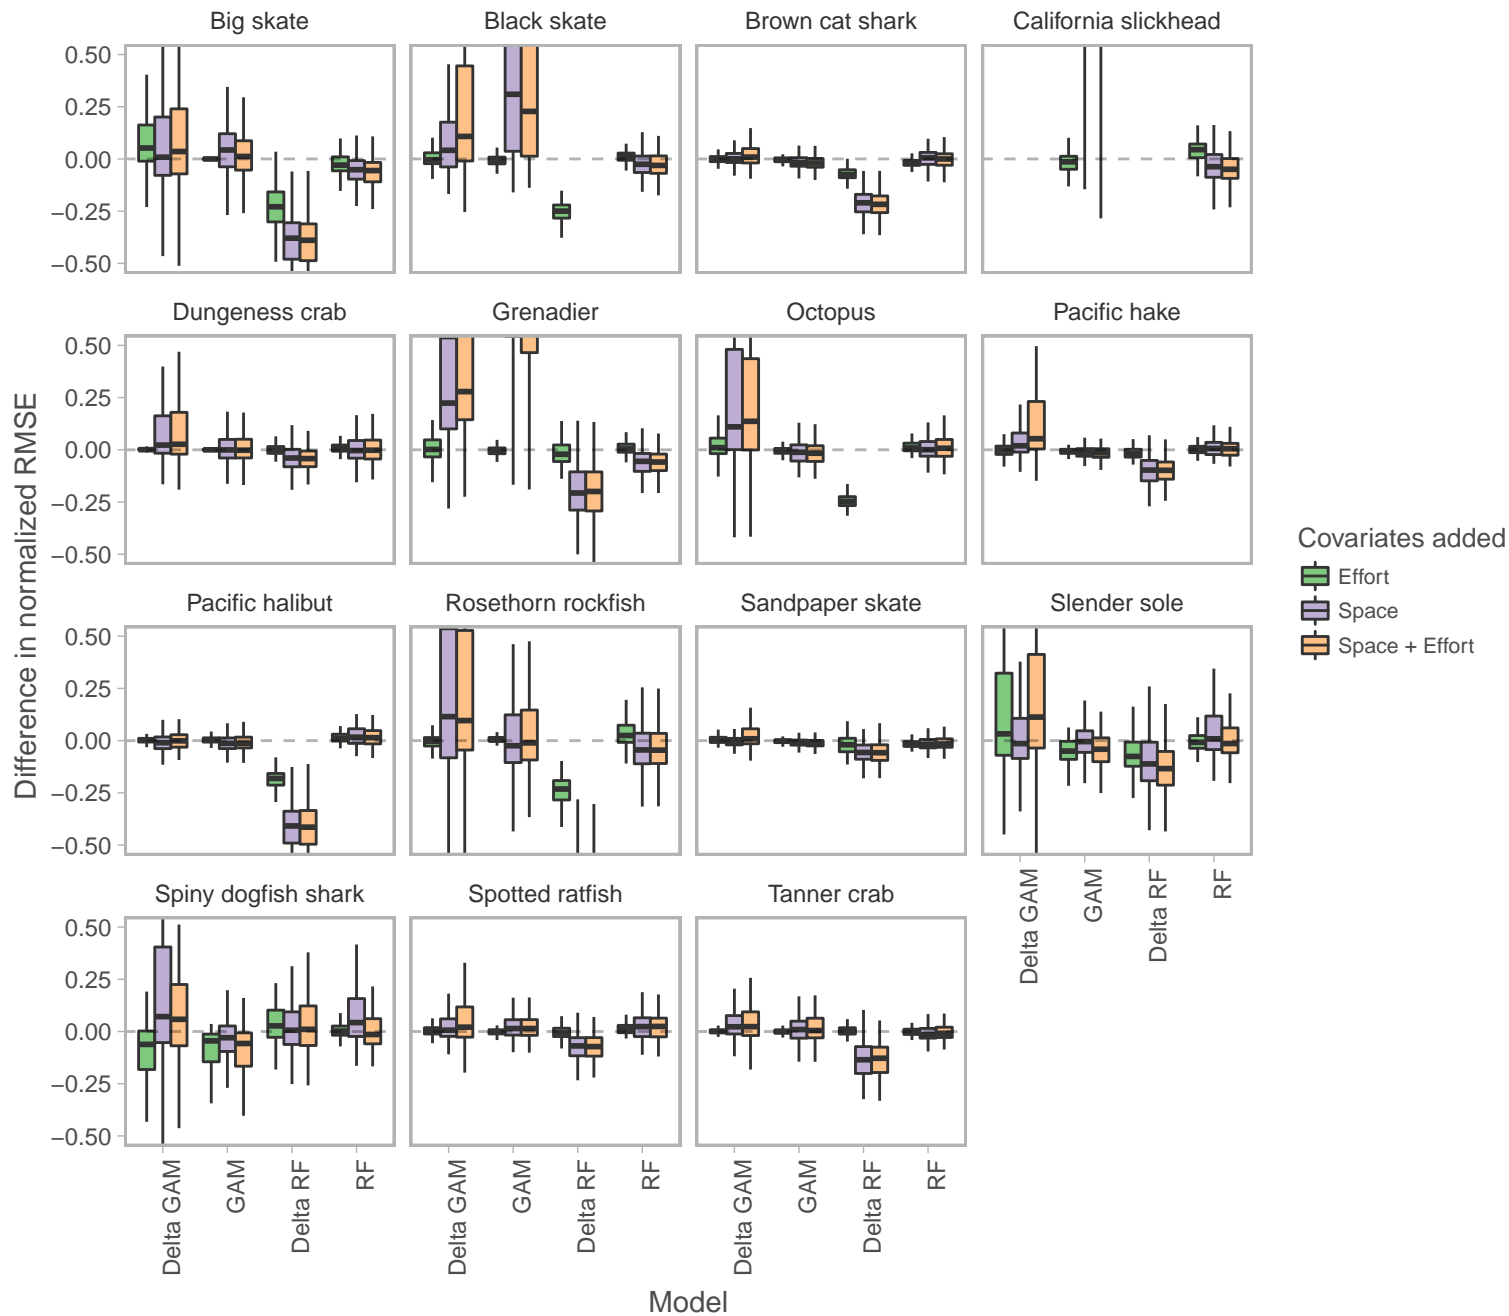 Big skate
Black skate
Brown cat shark
California slickhead
0.50
0.25
0.00
−0.25
−0.50
Dungeness crab
Grenadier
Octopus
Pacific hake
0.50
0.25
0.00
−0.25
−0.50
Pacific halibut
Rosethorn rockfish
Sandpaper skate
Slender sole
0.50
0.25
0.00
−0.25
−0.50
Delta GAM
GAM
Delta RF
RF
Spiny dogfish shark
Spotted ratfish
Tanner crab
0.50
0.25
0.00
−0.25
−0.50
Delta GAM
GAM
Delta RF
RF
Delta GAM
GAM
Delta RF
RF
Delta GAM
GAM
Delta RF
RF
Model
Difference in normalized RMSE
Covariates added
Effort
Space
Space + Effort